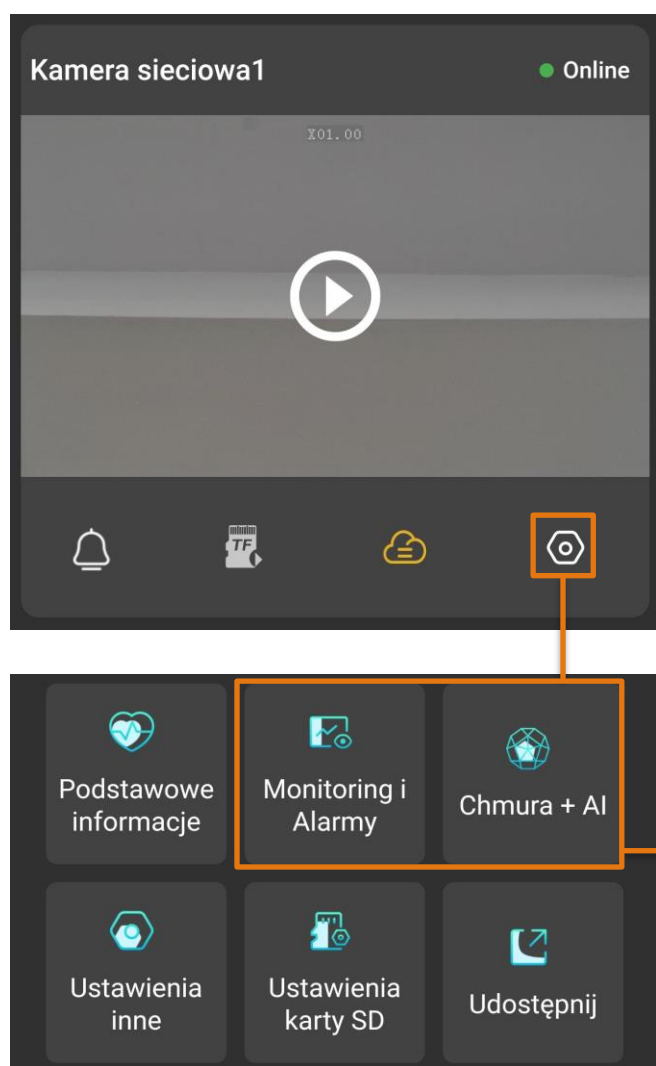 Kamera sieciowa1
Online
X01.00
TF
Podstawowe
informacje
Monitoring i
Alarmy
Chmura + AI
Ustawienia
inne
Ustawienia
karty SD
Udostępnij